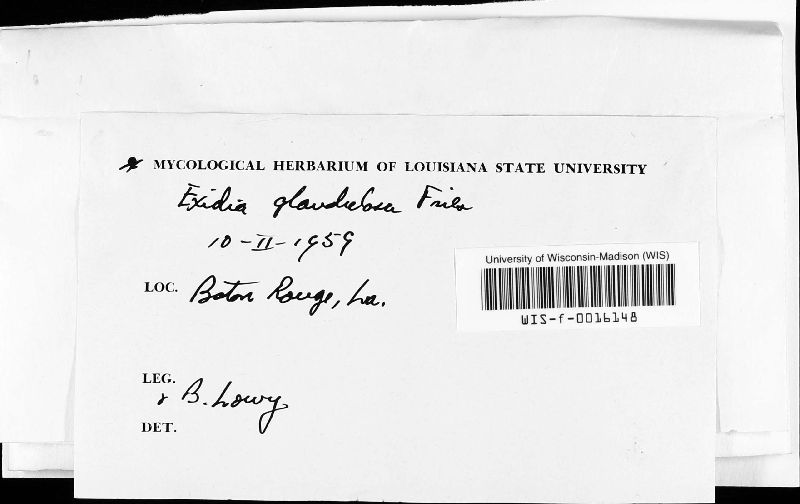 MYCOLOGICAL HERBARIUM OF LOUISIANA STATE UNIVERSITY
Exidia glandulosa Fries
10-II-1959
LOC. Baton Rouge, La.
University of Wisconsin-Madison (WIS)
WIS-f-0016148
LEG.
& B. Lowy
DET.